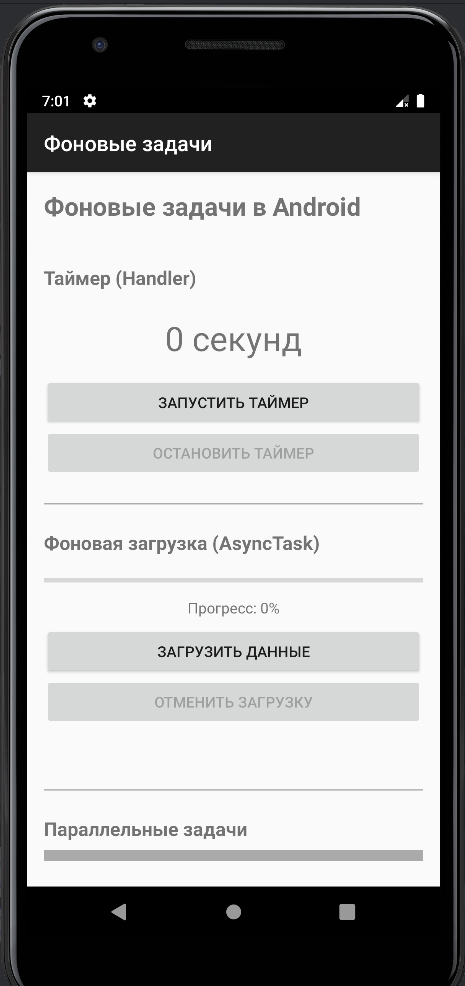 7:01
Фоновые задачи
Фоновые задачи в Android
Таймер (Handler)
0 секунд
ЗАПУСТИТЬ ТАЙМЕР
ОСТАНОВИТЬ ТАЙМЕР
Фоновая загрузка (AsyncTask)
Прогресс: 0%
ЗАГРУЗИТЬ ДАННЫЕ
ОТМЕНИТЬ ЗАГРУЗКУ
Параллельные задачи